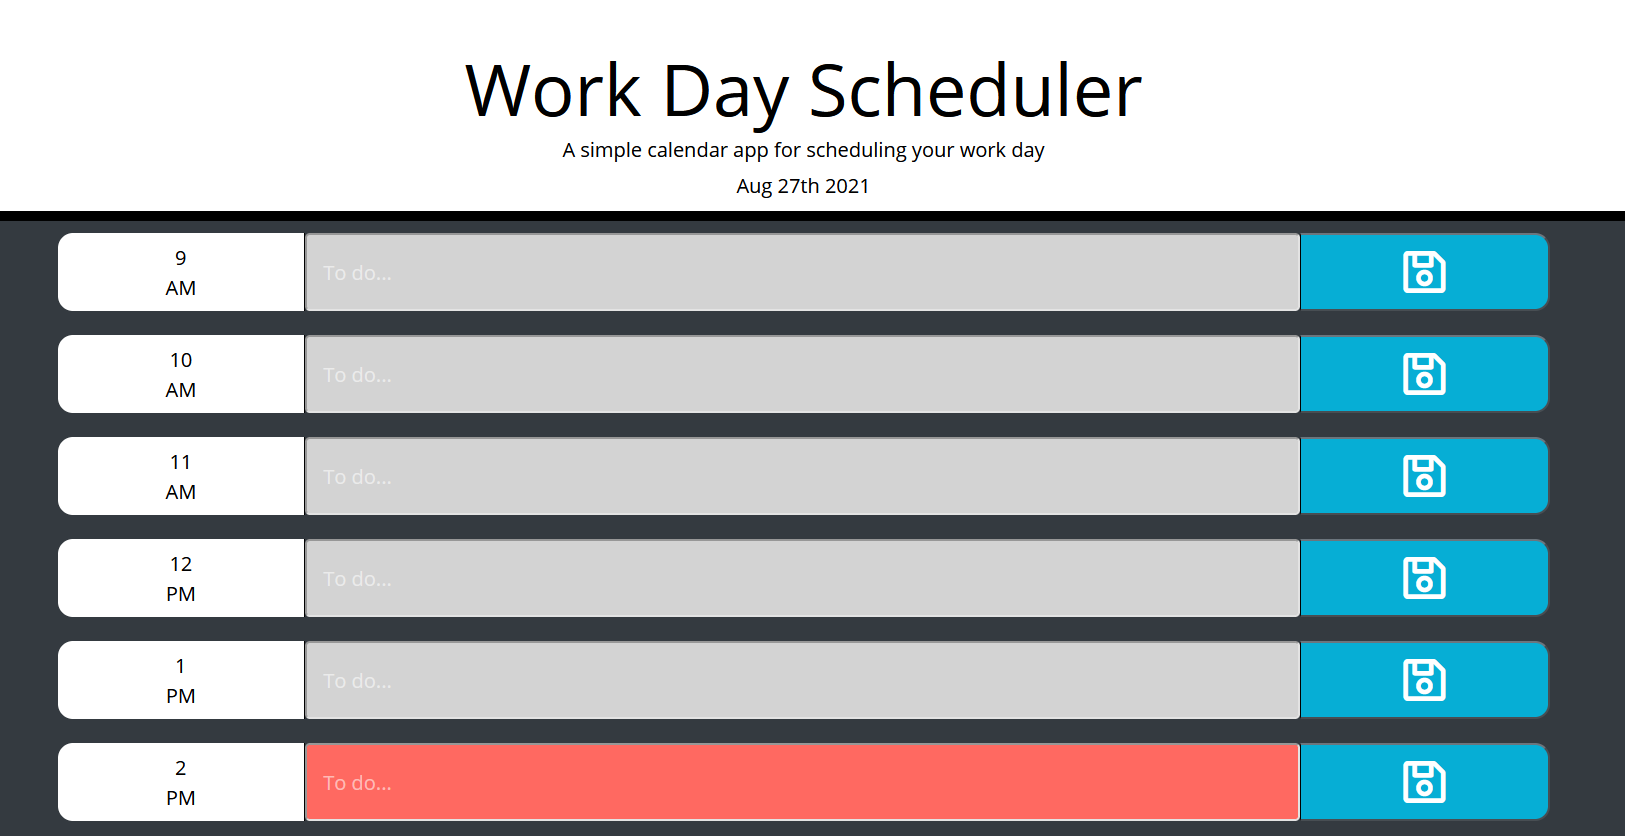 Work Day Scheduler
A simple calendar app for scheduling your work day
Aug 27th 2021
9
AM
To do...
10
AM
To do...
11
AM
To do...
12
PM
To do...
1
PM
To do...
2
PM
To do...